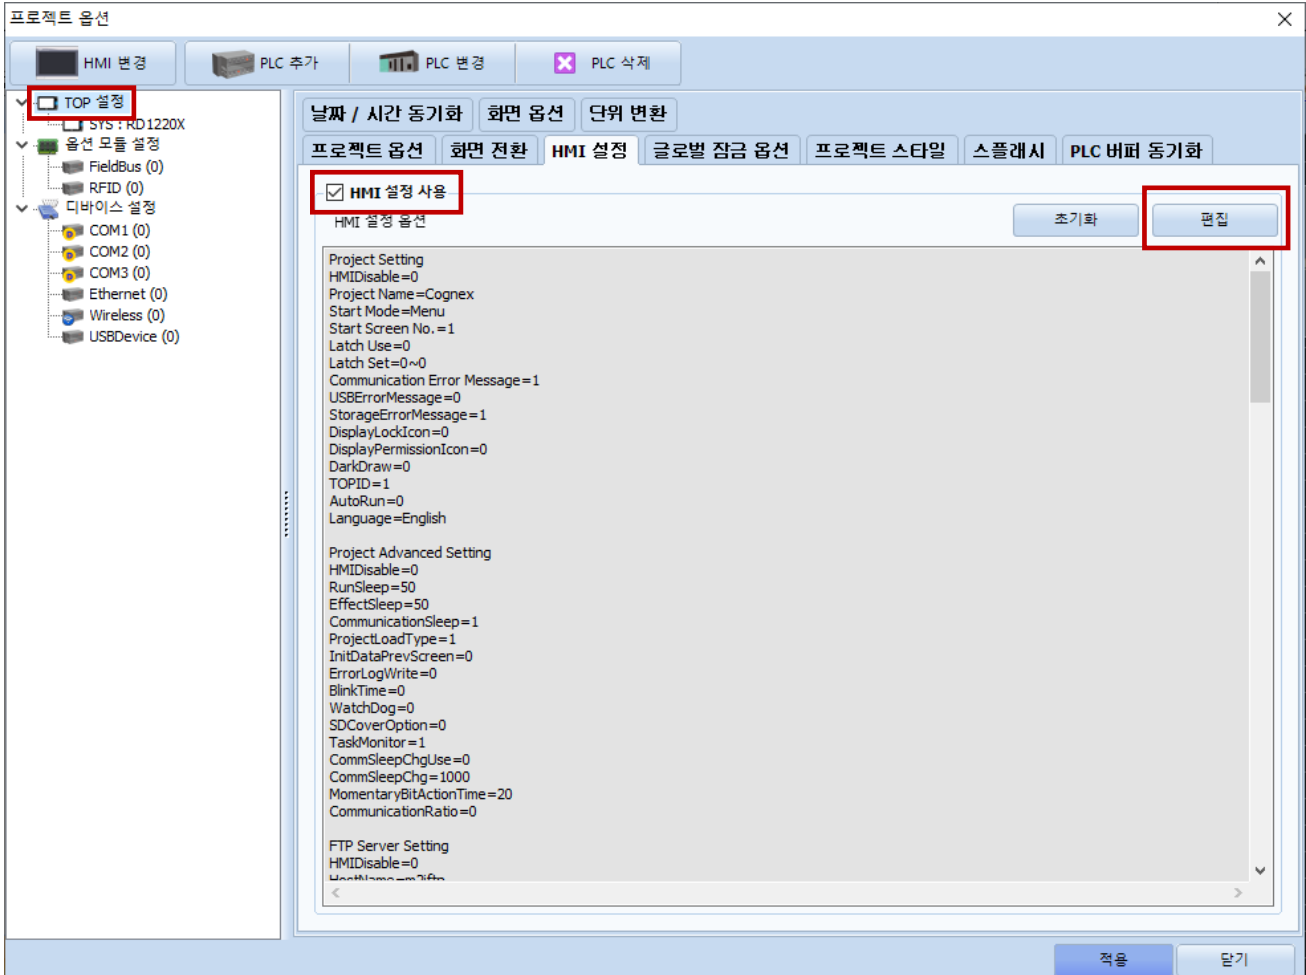 프로젝트 옵션
HMI 변경
PLC 추가
PLC 변경
PLC 삭제
TOP 설정
SYS : RD1220X
옵션 모듈 설정
FieldBus (0)
RFID (0)
디바이스 설정
COM1 (0)
COM2 (0)
COM3 (0)
Ethernet (0)
Wireless (0)
USBDevice (0)
날짜 / 시간 동기화
화면 옵션
단위 변환
프로젝트 옵션
화면 전환
HMI 설정
글로벌 잠금 옵션
프로젝트 스타일
스플래시
PLC 버퍼 동기화
HMI 설정 사용
HMI 설정 옵션
초기화
편집
Project Setting
HMIDisable=0
Project Name=Cognex
Start Mode=Menu
Start Screen No.=1
Latch Use=0
Latch Set=0~0
Communication Error Message=1
USBErrorMessage=0
StorageErrorMessage=1
DisplayLockIcon=0
DisplayPermissionIcon=0
DarkDraw=0
TOPID=1
AutoRun=0
Language=English
Project Advanced Setting
HMIDisable=0
RunSleep=50
EffectSleep=50
CommunicationSleep=1
ProjectLoadType=1
InitDataPrevScreen=0
ErrorLogWrite=0
BlinkTime=0
WatchDog=0
SDCoverOption=0
TaskMonitor=1
CommSleepChgUse=0
CommSleepChg=1000
MomentaryBitActionTime=20
CommunicationRatio=0
FTP Server Setting
HMIDisable=0
HostName=m2iftp
적용
닫기